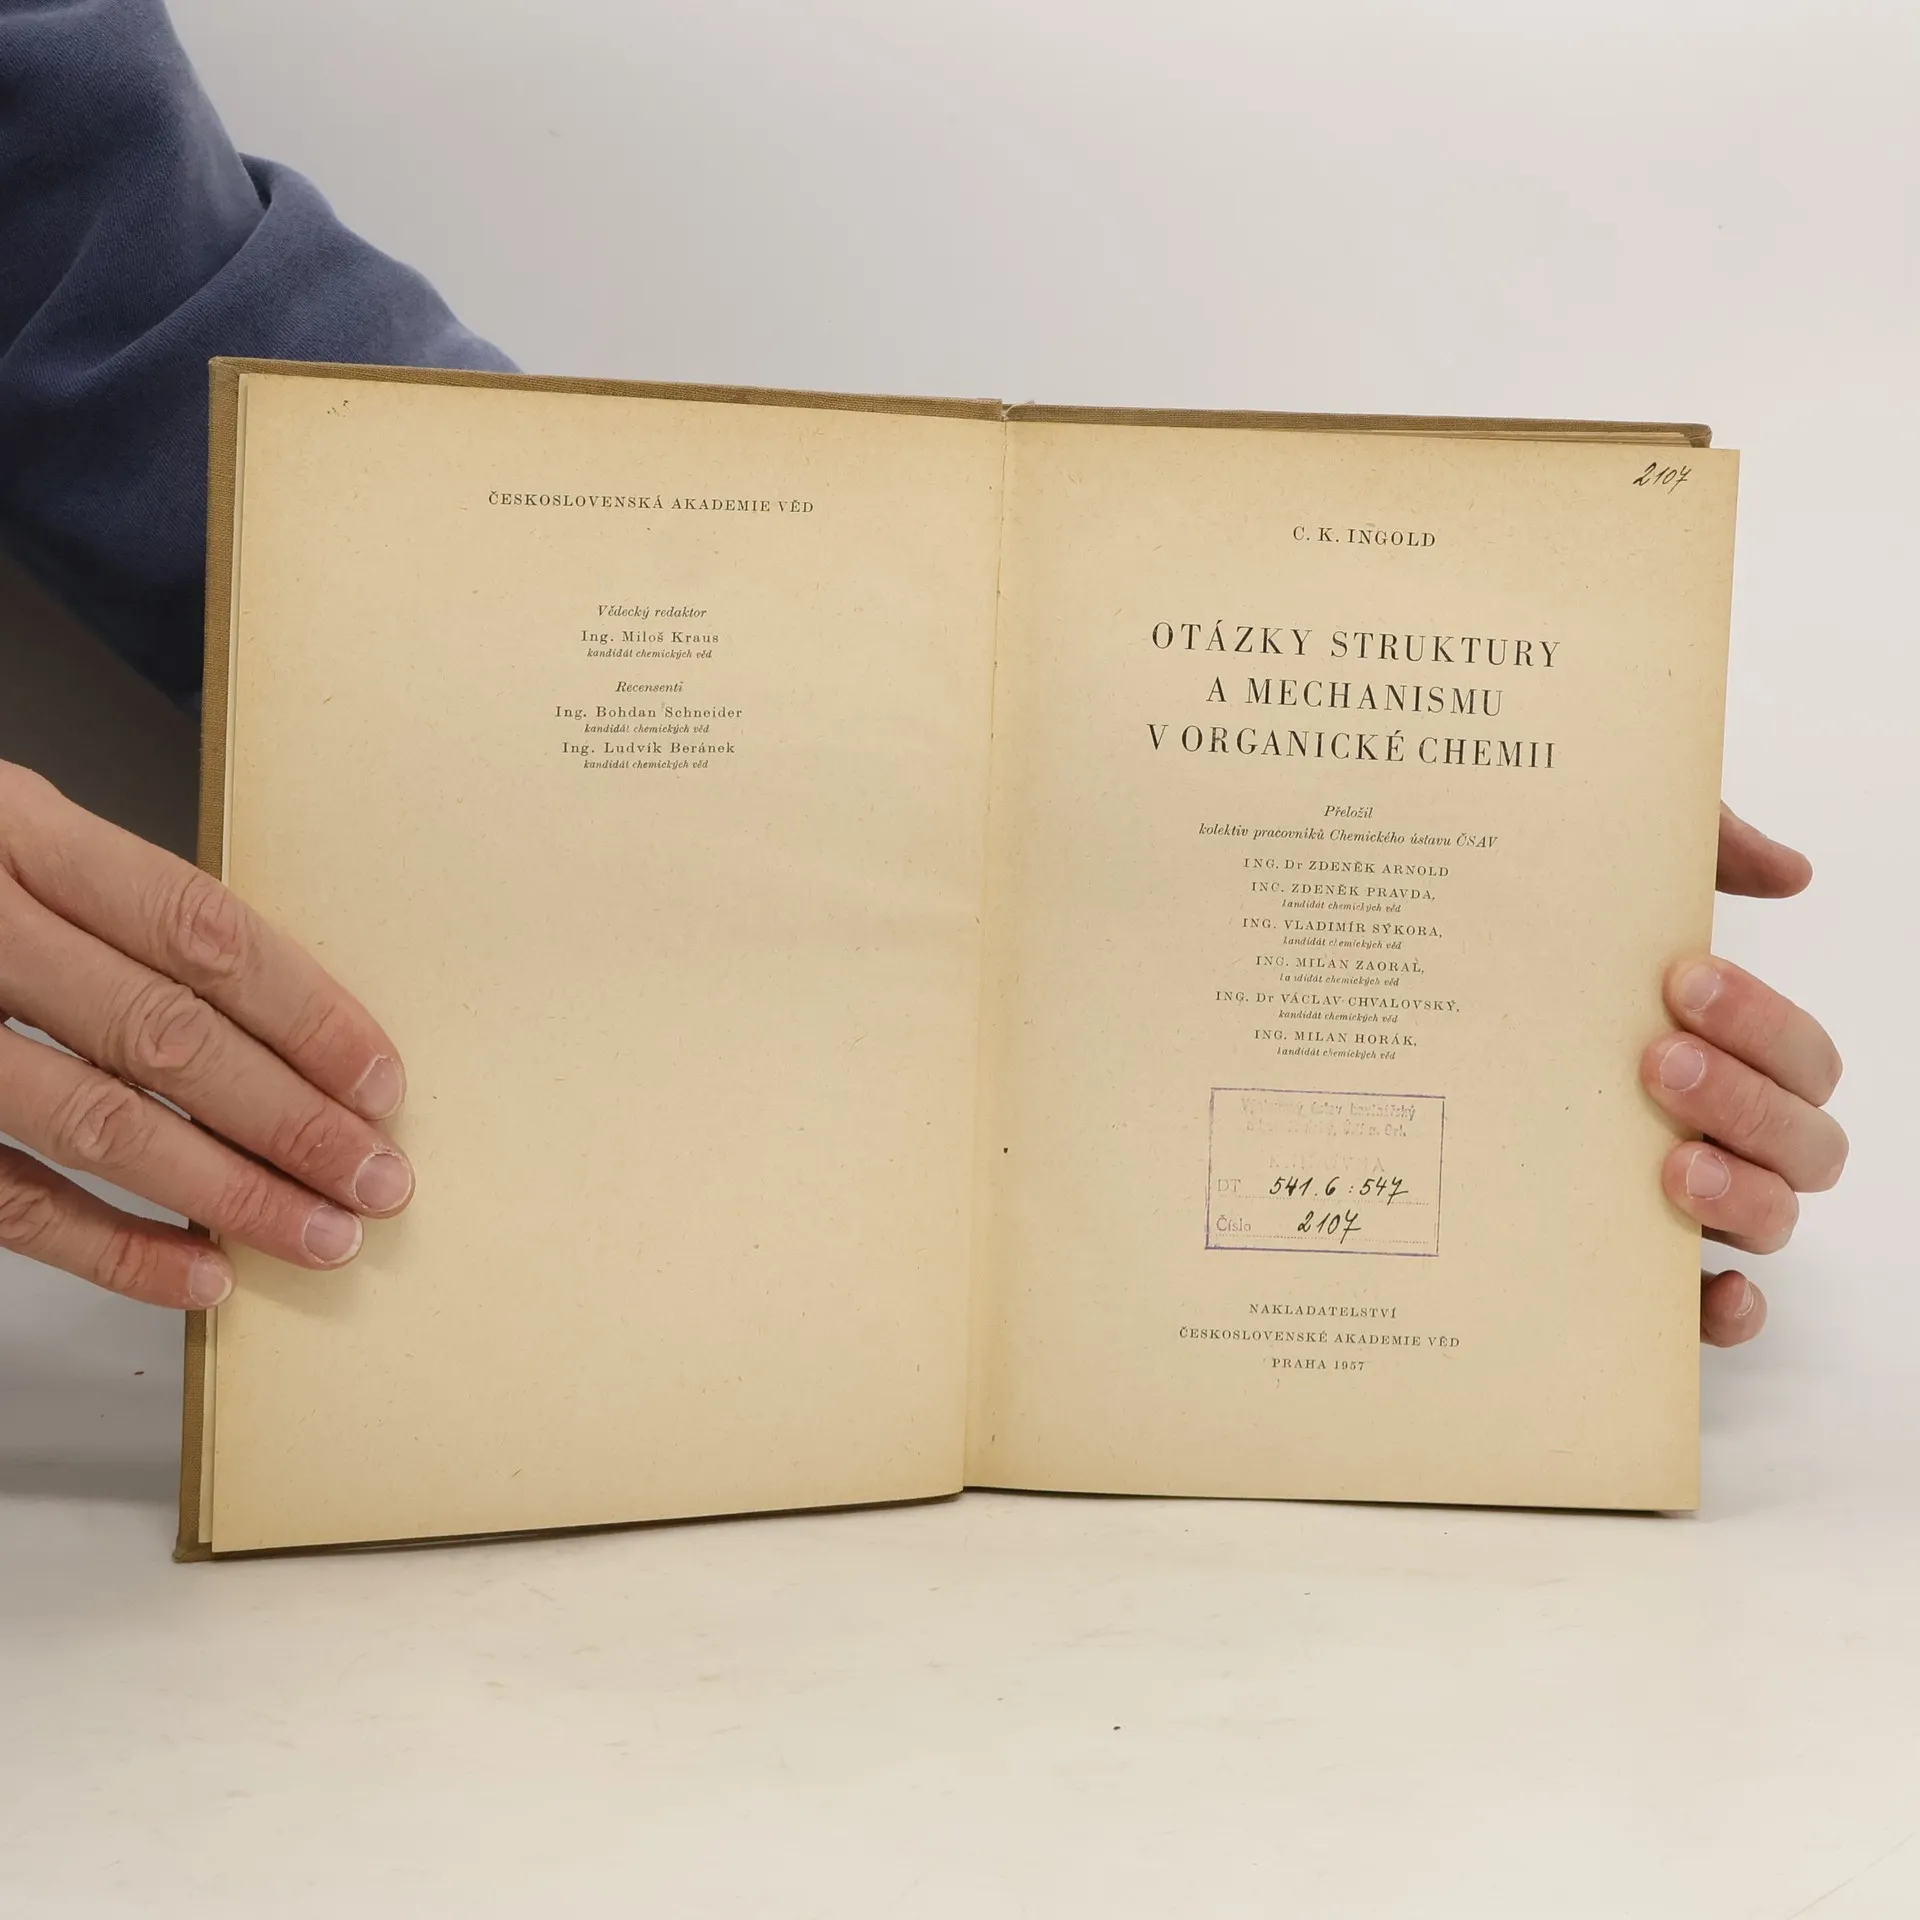 ČESKOSLOVENSKÁ AKADEMIE VĚD
Vědecký redaktor
Ing. Miloš Kraus
kandidát chemických věd
Recensenti
Ing. Bohdan Schneider
kandidát chemických věd
Ing. Ludvík Beránek
kandidát chemických věd
2107
C. K. INGOLD
OTÁZKY STRUKTURY
A MECHANISMU
V ORGANICKÉ CHEMII
Přeložil
kolektiv pracovníků Chemického ústavu ČSAV
ING. Dr ZDENĚK ARNOLD
ING. ZDENĚK PRAVDA,
kandidát chemických věd
ING. VLADIMÍR SÝKORA,
kandidát chemických věd
ING. MILAN ZAORAL,
kandidát chemických věd
ING. Dr VÁCLAV CHVALOVSKÝ,
kandidát chemických věd
ING. MILAN HORÁK,
kandidát chemických věd
ústav
DT 541.6:547
Číslo 2107
NAKLADATELSTVÍ
ČESKOSLOVENSKÉ AKADEMIE VĚD
PRAHA 1957